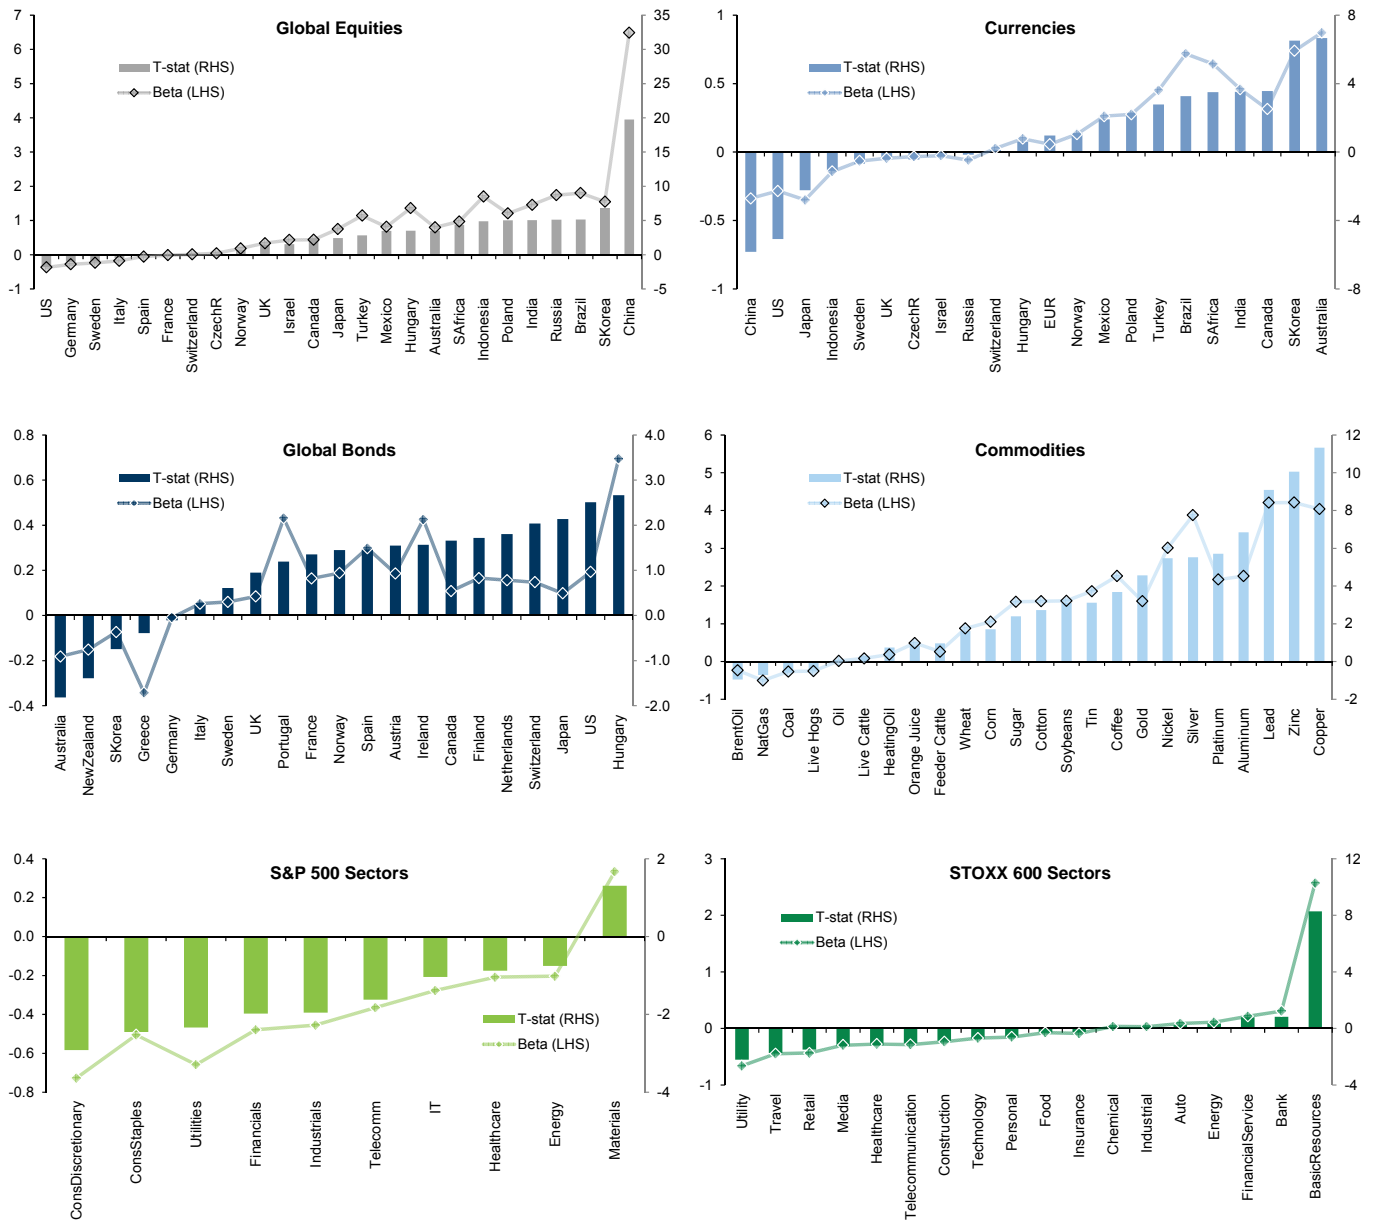 Global Equities
T-stat (RHS)
Beta (LHS)
7
6
5
4
3
2
1
0
-1
35
30
25
20
15
10
5
0
-5
US
Germany
Sweden
Italy
Spain
France
Switzerland
CzechR
Norway
UK
Israel
Canada
Japan
Turkey
Mexico
Hungary
Australia
SAfrica
Indonesia
Poland
India
Russia
Brazil
SKorea
China
Currencies
T-stat (RHS)
Beta (LHS)
1
0.5
0
-0.5
-1
8
4
0
-4
-8
China
US
Japan
Indonesia
Sweden
UK
CzechR
Israel
Russia
Switzerland
Hungary
EUR
Norway
Mexico
Poland
Turkey
Brazil
SAfrica
India
Canada
SKorea
Australia
Global Bonds
T-stat (RHS)
Beta (LHS)
0.8
0.6
0.4
0.2
0
-0.2
-0.4
4.0
3.0
2.0
1.0
0.0
-1.0
-2.0
Australia
NewZealand
SKorea
Greece
Germany
Italy
Sweden
UK
Portugal
France
Norway
Spain
Austria
Ireland
Canada
Finland
Netherlands
Switzerland
Japan
US
Hungary
Commodities
T-stat (RHS)
Beta (LHS)
6
5
4
3
2
1
0
-1
12
10
8
6
4
2
0
-2
BrentOil
NatGas
Coal
Live Hogs
Oil
Live Cattle
HeatingOil
Orange Juice
Feeder Cattle
Wheat
Corn
Sugar
Cotton
Soybeans
Tin
Coffee
Gold
Nickel
Silver
Platinum
Aluminum
Lead
Zinc
Copper
S&P 500 Sectors
T-stat (RHS)
Beta (LHS)
0.4
0.2
0.0
-0.2
-0.4
-0.6
-0.8
2
0
-2
-4
ConsDiscretionary
ConsStaples
Utilities
Financials
Industrials
Telecomm
IT
Healthcare
Energy
Materials
STOXX 600 Sectors
T-stat (RHS)
Beta (LHS)
3
2
1
0
-1
12
8
4
0
-4
Utility
Travel
Retail
Media
Healthcare
Telecommunication
Construction
Technology
Personal
Food
Insurance
Chemical
Industrial
Auto
Energy
FinancialService
Bank
BasicResources